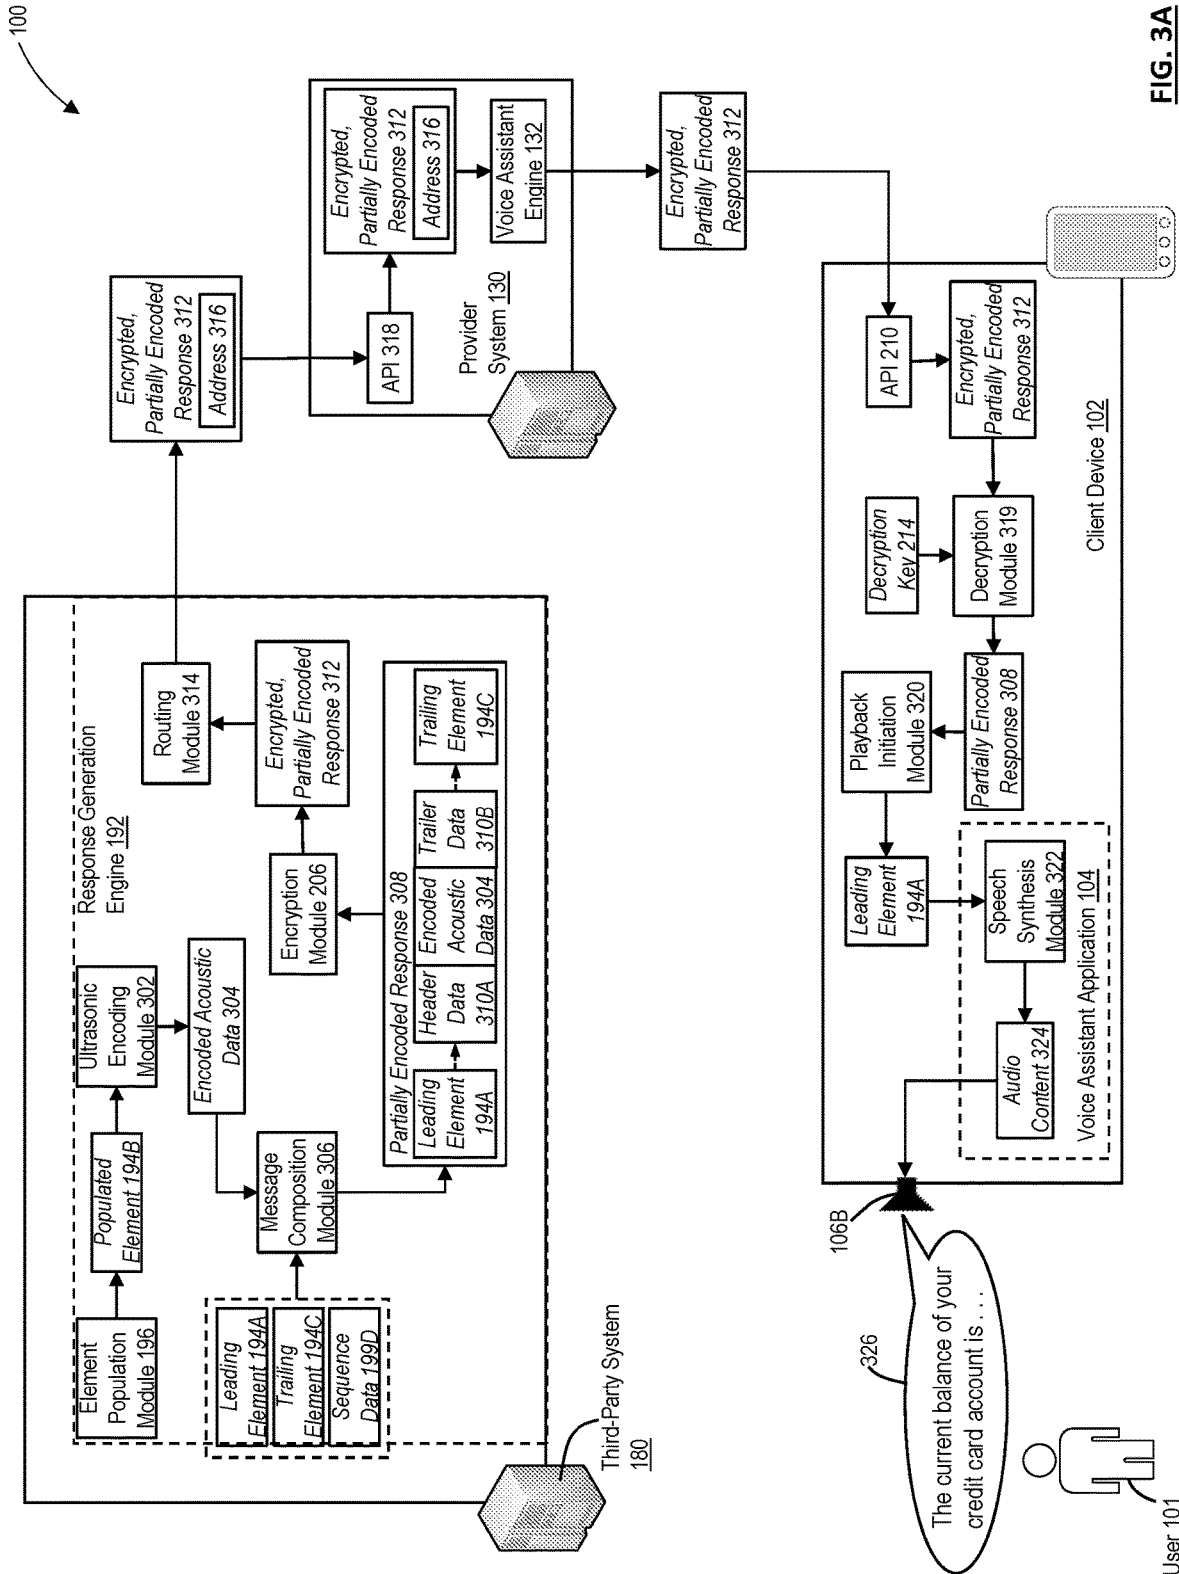 100
Response Generation
Engine 192
Element
Population
Module 196
Populated
Element 194B
Ultrasonic
Encoding
Module 302
Encoded Acoustic
Data 304
Leading
Element 194A
Trailing
Element 194C
Sequence
Data 199D
Message
Composition
Module 306
Encryption
Module 206
Encrypted,
Partially Encoded
Response 312
Routing
Module 314
Partially Encoded Response 308
Leading
Element
194A
Header
Data
310A
Encoded
Acoustic
Data 304
Trailer
Data
310B
Trailing
Element
194C
Third-Party System
180
Encrypted,
Partially Encoded
Response 312
Address 316
API 318
Encrypted,
Partially Encoded
Response 312
Address 316
Voice Assistant
Engine 132
Provider
System 130
Encrypted,
Partially Encoded
Response 312
API 210
Encrypted,
Partially Encoded
Response 312
Decryption
Key 214
Decryption
Module 319
Partially Encoded
Response 308
Playback
Initiation
Module 320
Leading
Element
194A
Speech
Synthesis
Module 322
Audio
Content 324
Voice Assistant Application 104
Client Device 102
106B
326
The current balance of your
credit card account is . . .
User 101
FIG. 3A